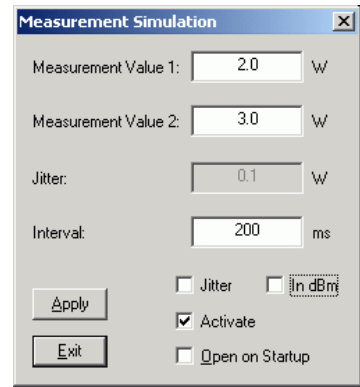 Measurement Simulation
Measurement Value 1: 2.0 W
Measurement Value 2: 3.0 W
Jitter: 0.1 W
Interval: 200 ms
Jitter In dBm
Apply
Activate
Exit
Open on Startup